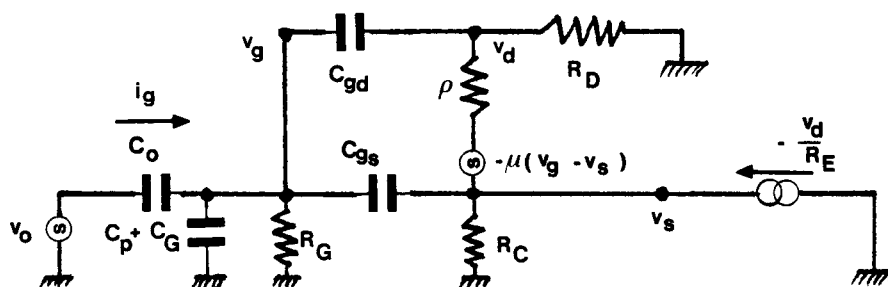 v_g
C_gd
v_d
R_D
ρ
i_g
C_o
C_gs
s -μ(v_g - v_s)
- v_d
R_E
v_o s
C_p+ C_G
R_G
R_C
v_s